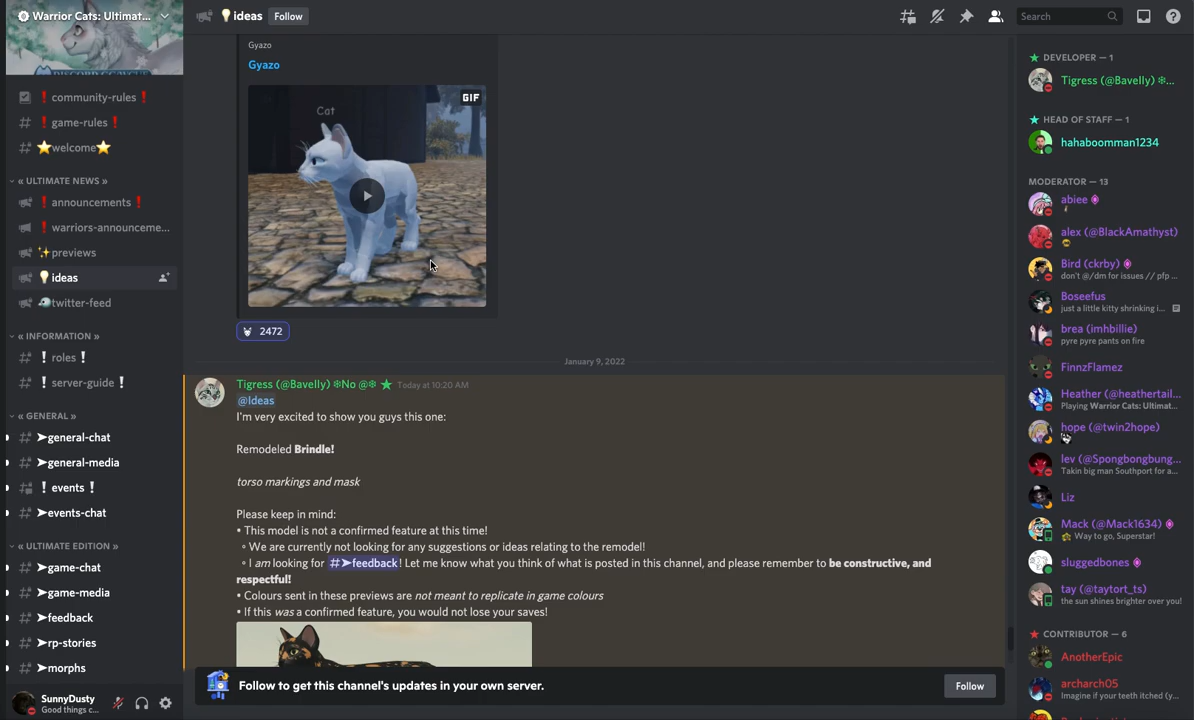 Warrior Cats: Ultimat...
❗community-rules❗
❗game-rules❗
⭐welcome⭐
« ULTIMATE NEWS »
❗announcements❗
❗warriors-announceme...
✨previews
💡ideas
twitter-feed
« INFORMATION »
❕roles❕
❕server-guide❕
« GENERAL »
➤general-chat
➤general-media
❕events❕
➤events-chat
« ULTIMATE EDITION »
➤game-chat
➤game-media
➤feedback
➤rp-stories
➤morphs
SunnyDusty
Good things c...
💡ideas
Follow
Search
Gyazo
Gyazo
GIF
Cat
2472
January 9, 2022
Tigress (@Bavelly) ❄No @❄ Today at 10:20 AM
@Ideas
I'm very excited to show you guys this one:
Remodeled Brindle!
torso markings and mask
Please keep in mind:
• This model is not a confirmed feature at this time!
◦ We are currently not looking for any suggestions or ideas relating to the remodel!
◦ I am looking for #➤feedback! Let me know what you think of what is posted in this channel, and please remember to be constructive, and
respectful!
• Colours sent in these previews are not meant to replicate in game colours
• If this was a confirmed feature, you would not lose your saves!
Follow to get this channel's updates in your own server.
Follow
DEVELOPER — 1
Tigress (@Bavelly) ❄...
HEAD OF STAFF — 1
hahaboomman1234
MODERATOR — 13
abiee
alex (@BlackAmathyst)
Bird (ckrby)
don't @/dm for issues // pfp ...
Boseefus
just a little kitty shrinking i...
brea (imhbillie)
pyre pyre pants on fire
FinnzFlamez
Heather (@heathertail...
Playing Warrior Cats: Ultimat...
hope (@twin2hope)
lev (@Spongbongbung...
Takin big man Southport for a...
Liz
Mack (@Mack1634)
Way to go, Superstar!
sluggedbones
tay (@taytort_ts)
the sun shines brighter over you!
CONTRIBUTOR — 6
AnotherEpic
archarch05
Imagine if your teeth itched (y...